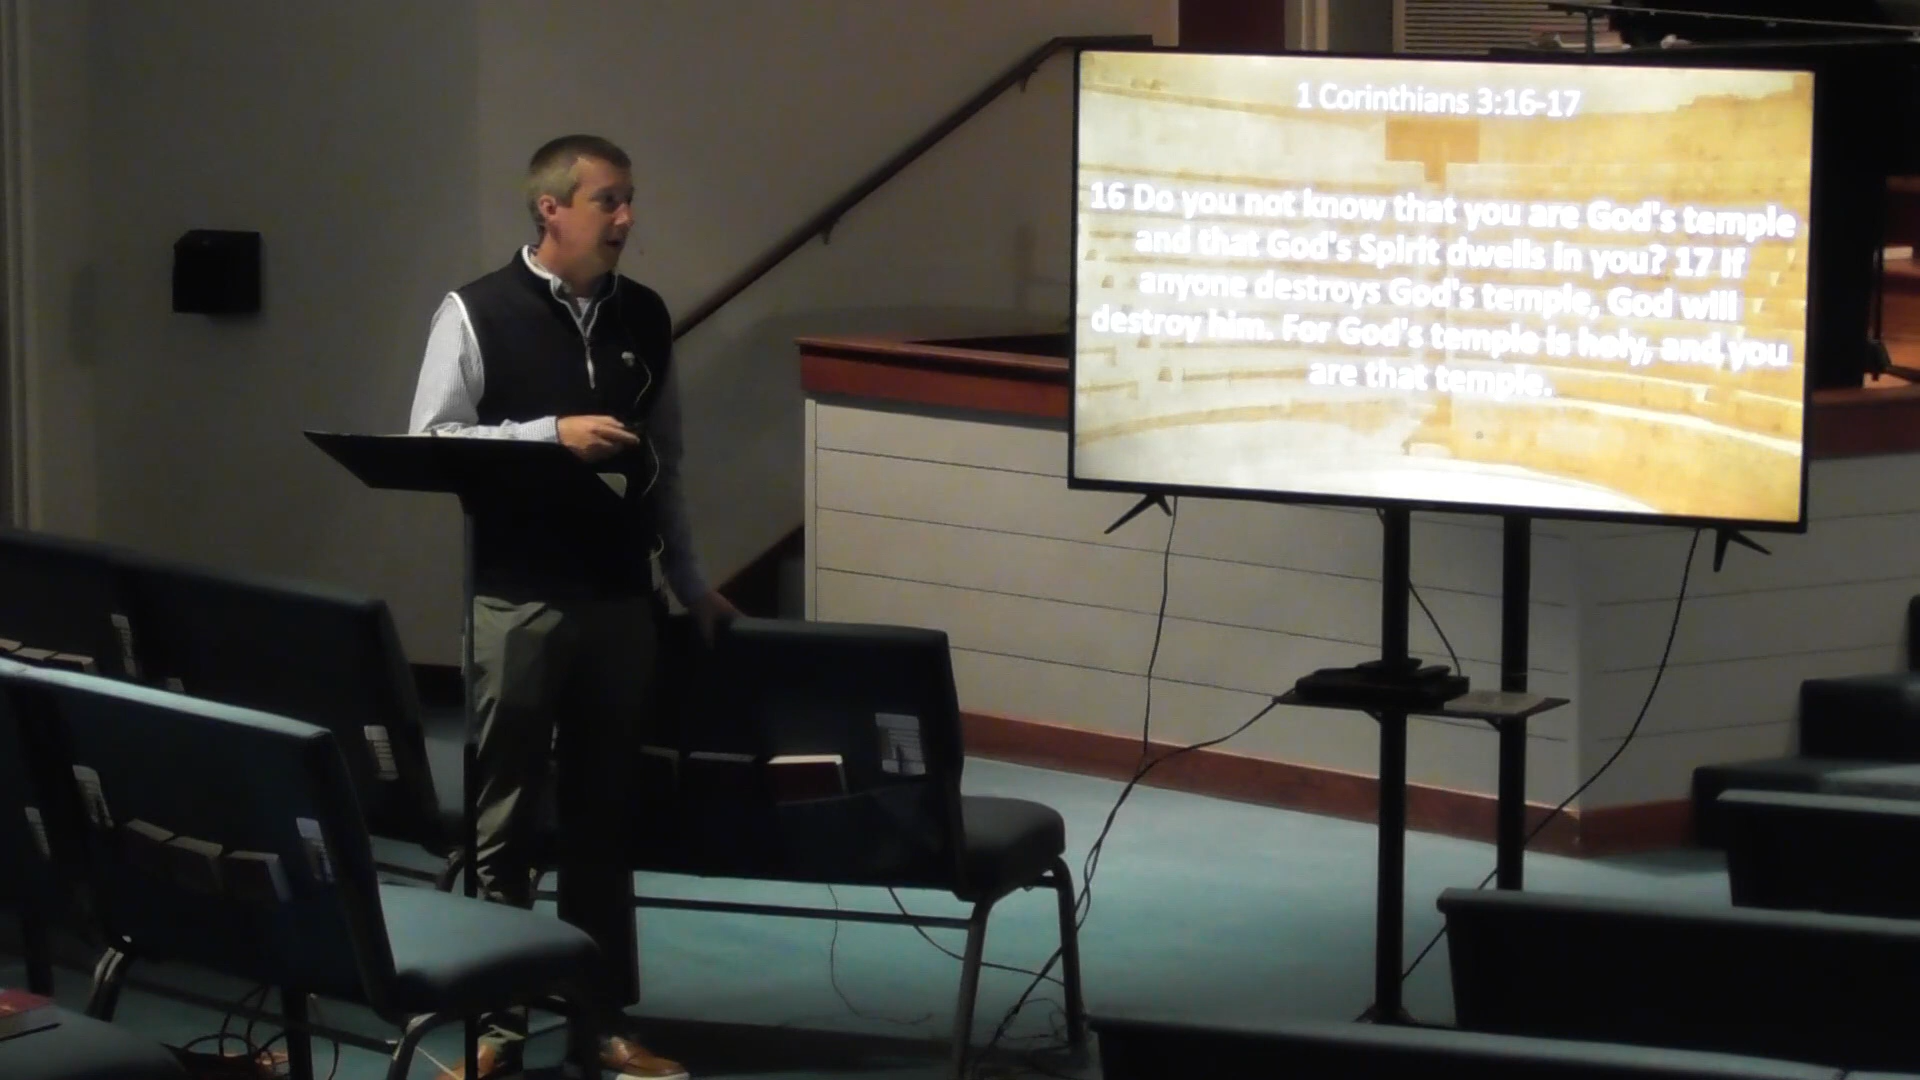 1 Corinthians 3:16-17
16 Do you not know that you are God's temple
and that God's Spirit dwells in you? 17 If
anyone destroys God's temple, God will
destroy him. For God's temple is holy, and you
are that temple.